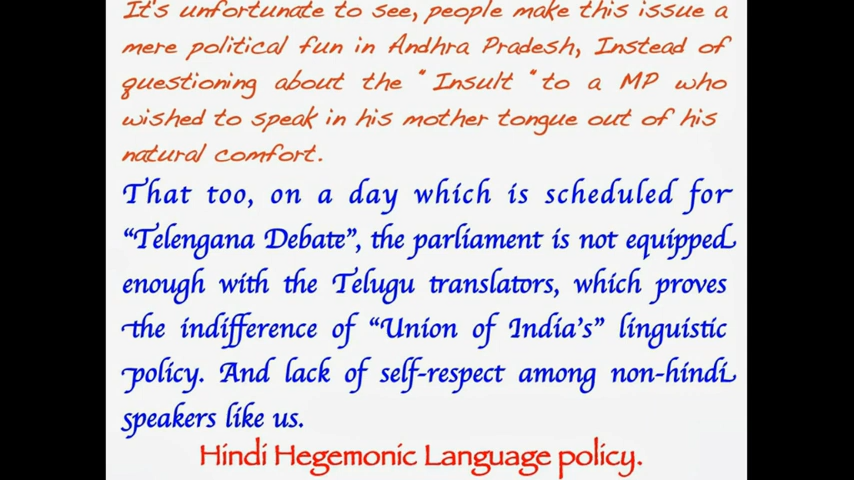 It's unfortunate to see, people make this issue a
mere political fun in Andhra Pradesh, Instead of
questioning about the "Insult "to a MP who
wished to speak in his mother tongue out of his
natural comfort.
That too, on a day which is scheduled for
“Telengana Debate”, the parliament is not equipped
enough with the Telugu translators, which proves
the indifference of “Union of India's” linguistic
policy. And lack of self-respect among non-hindi
speakers like us.
Hindi Hegemonic Language policy.